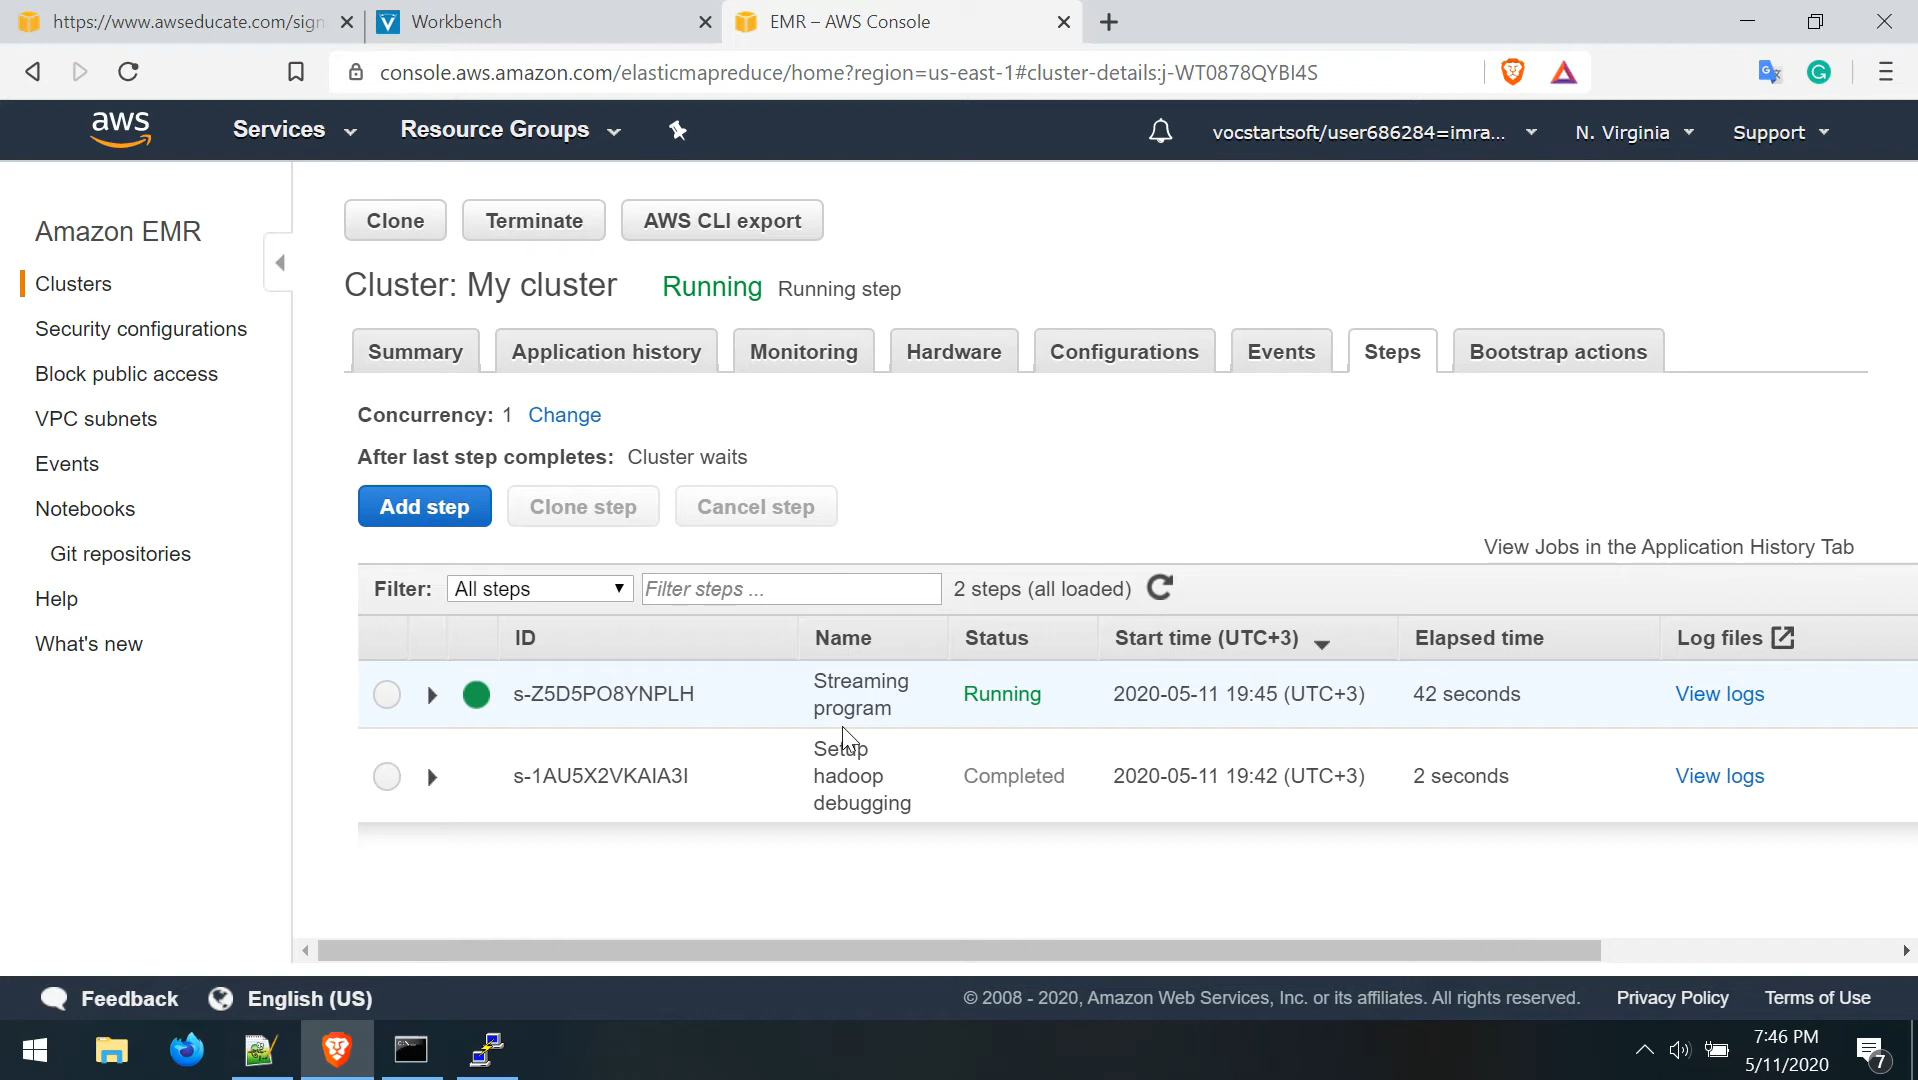 https://www.awseducate.com/sign
Workbench
EMR – AWS Console
console.aws.amazon.com/elasticmapreduce/home?region=us-east-1#cluster-details:j-WT0878QYBI4S
aws
Services
Resource Groups
vocstartsoft/user686284=imra...
N. Virginia
Support
Amazon EMR
Clusters
Security configurations
Block public access
VPC subnets
Events
Notebooks
Git repositories
Help
What's new
Clone
Terminate
AWS CLI export
Cluster: My cluster
Running
Running step
Summary
Application history
Monitoring
Hardware
Configurations
Events
Steps
Bootstrap actions
Concurrency: 1 Change
After last step completes: Cluster waits
Add step
Clone step
Cancel step
View Jobs in the Application History Tab
Filter: All steps
Filter steps ...
2 steps (all loaded)
ID
Name
Status
Start time (UTC+3)
Elapsed time
Log files
s-Z5D5PO8YNPLH
Streaming
program
Running
2020-05-11 19:45 (UTC+3)
42 seconds
View logs
s-1AU5X2VKAIA3I
Setup
hadoop
debugging
Completed
2020-05-11 19:42 (UTC+3)
2 seconds
View logs
Feedback
English (US)
© 2008 - 2020, Amazon Web Services, Inc. or its affiliates. All rights reserved.
Privacy Policy
Terms of Use
7:46 PM
5/11/2020
7